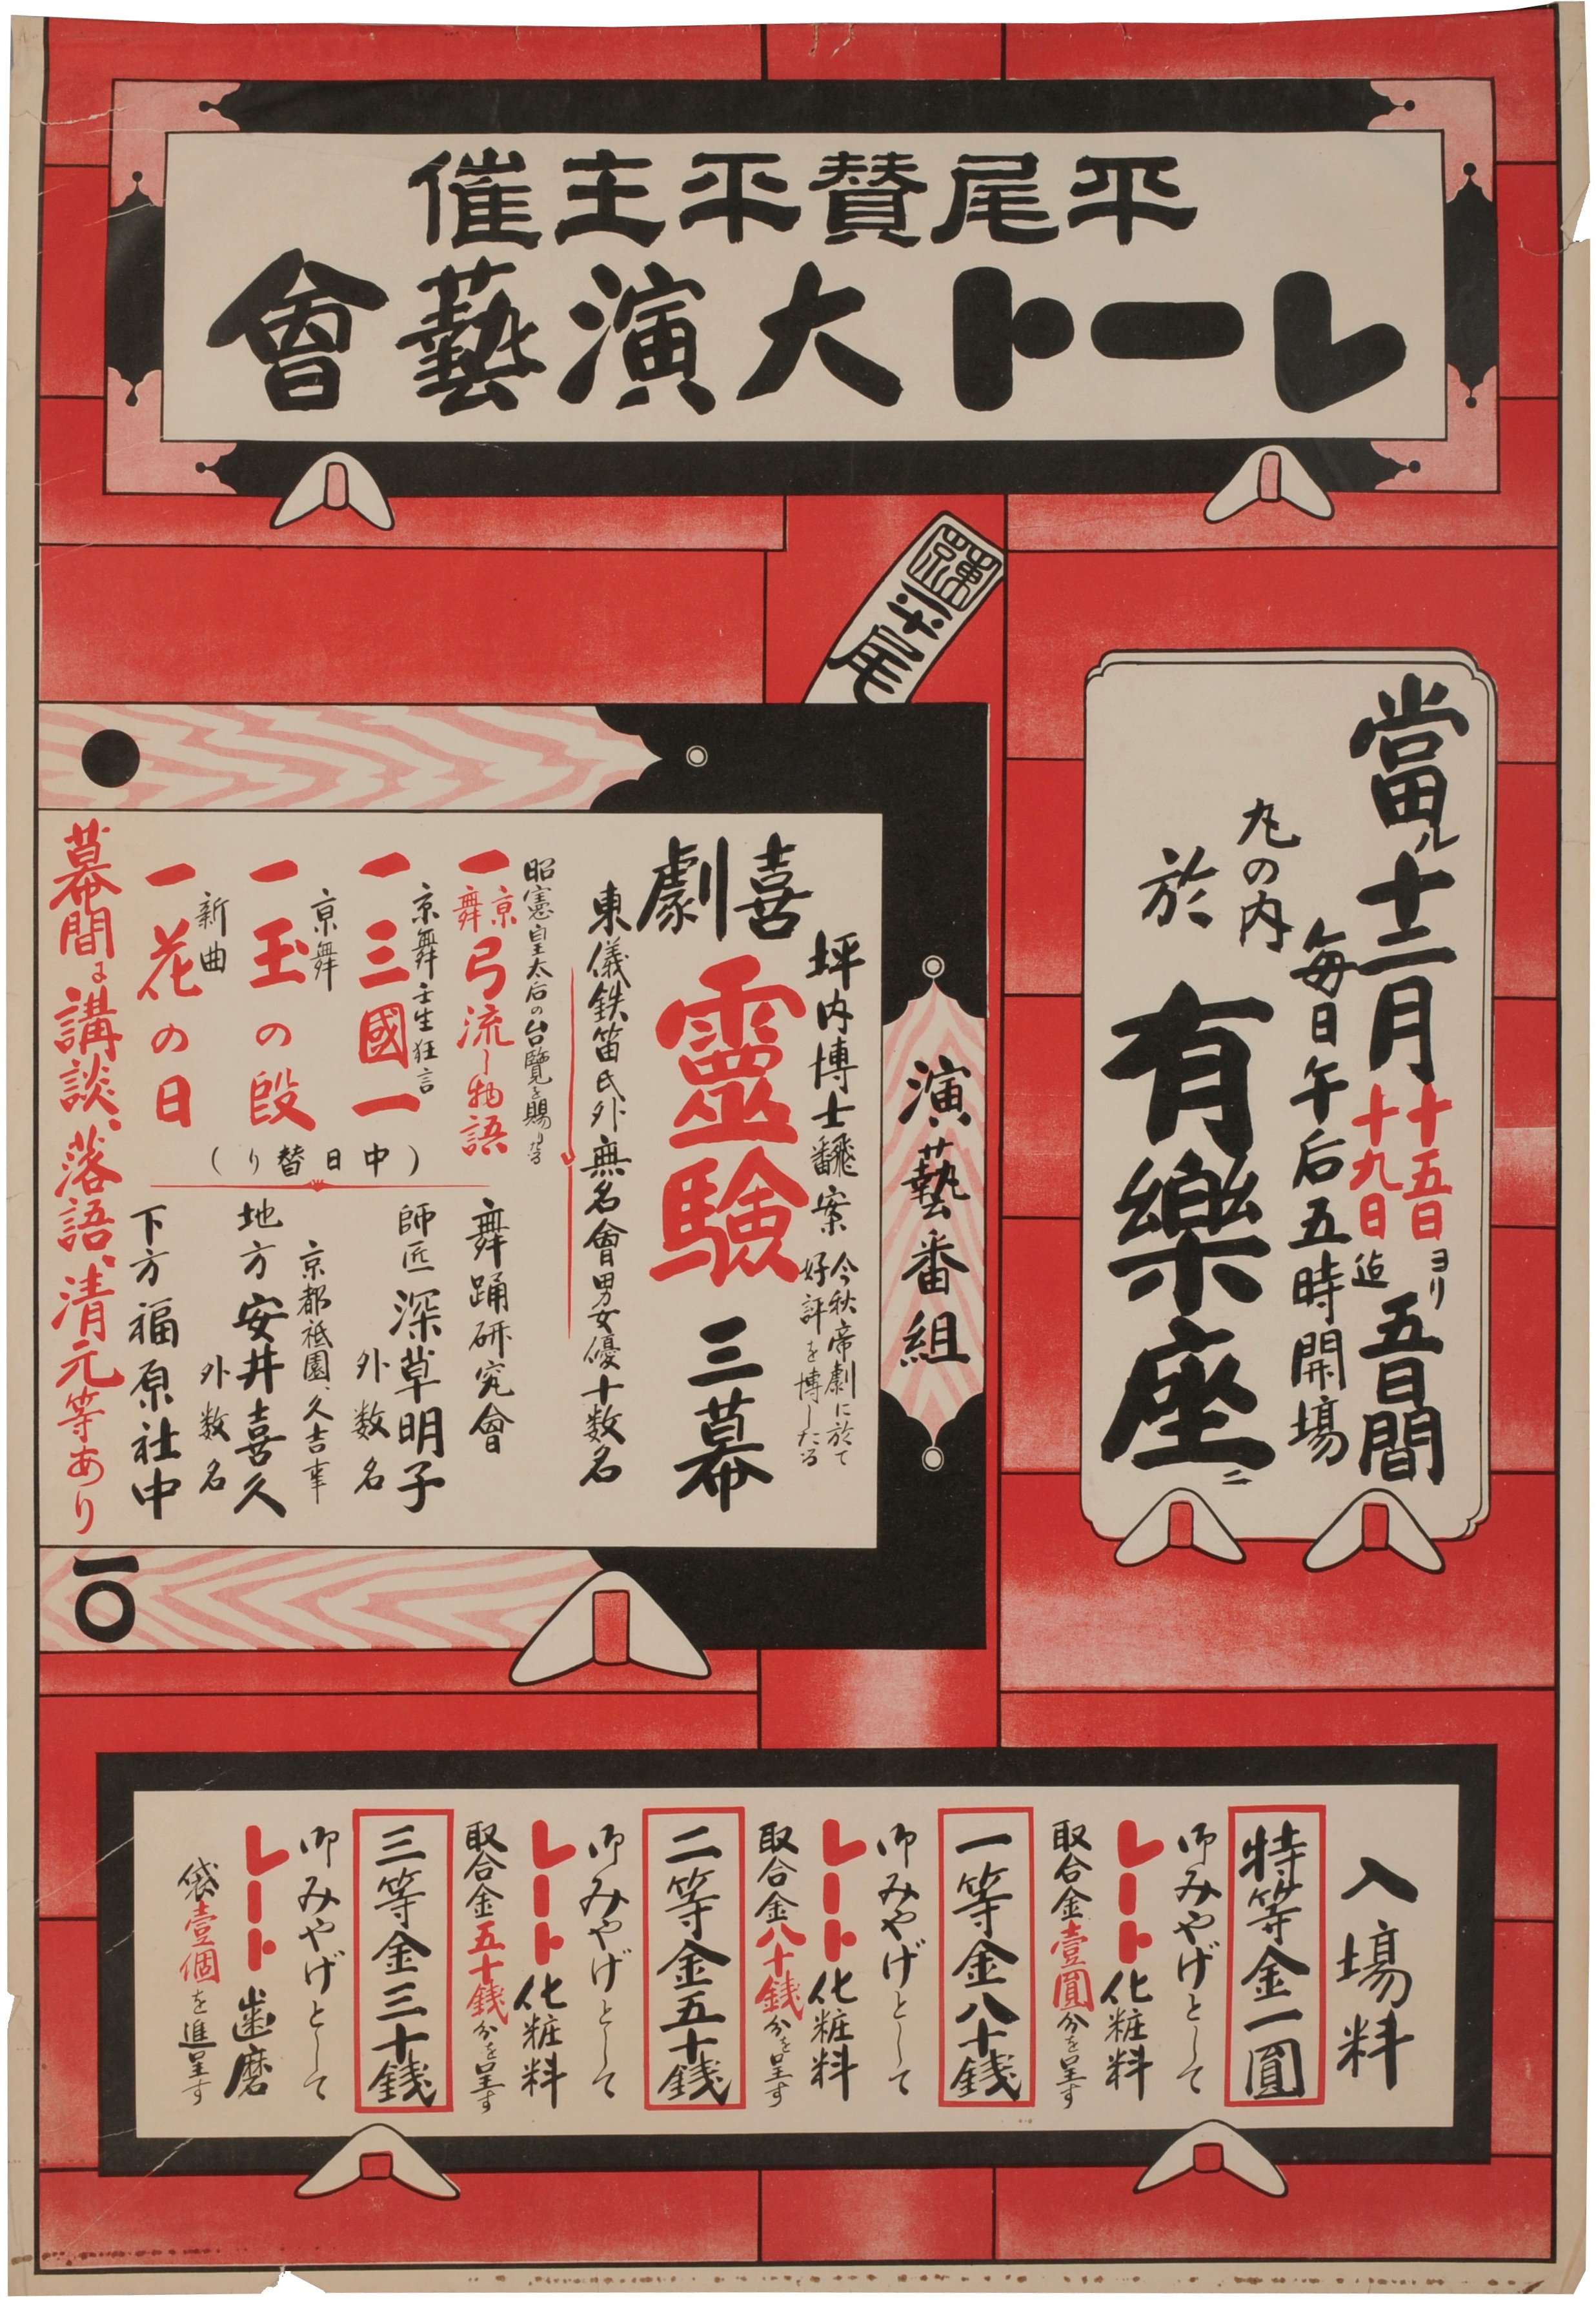 平尾賛平主催
レート大演藝會
東京
平尾
當ル十二月十五日ヨリ十九日迠五日間
毎日午后五時開場
丸の内
於有樂座ニ
演藝番組
坪内博士飜案
今秋帝劇に於て
好評を博したる
喜劇
靈験
三幕
東儀鉄笛氏外無名會男女優十数名
昭憲皇太后の台覧を賜りたる
一京舞弓流し物語
京舞壬生狂言
一三國一
京舞
一玉の段
新曲
一花の日
(中日替り)
舞踊研究會
師匠深草明子
外数名
京都祗園、久吉事
地方安井喜久
外数名
下方福原社中
幕間に講談、落語、清元等あり
入場料
特等金一圓
御みやげとして
レート化粧料
取合金壹圓分を呈す
一等金八十銭
御みやげとして
レート化粧料
取合金八十銭分を呈す
二等金五十銭
御みやげとして
レート化粧料
取合金五十銭分を呈す
三等金三十銭
御みやげとして
レート歯磨
袋壹個を進呈す